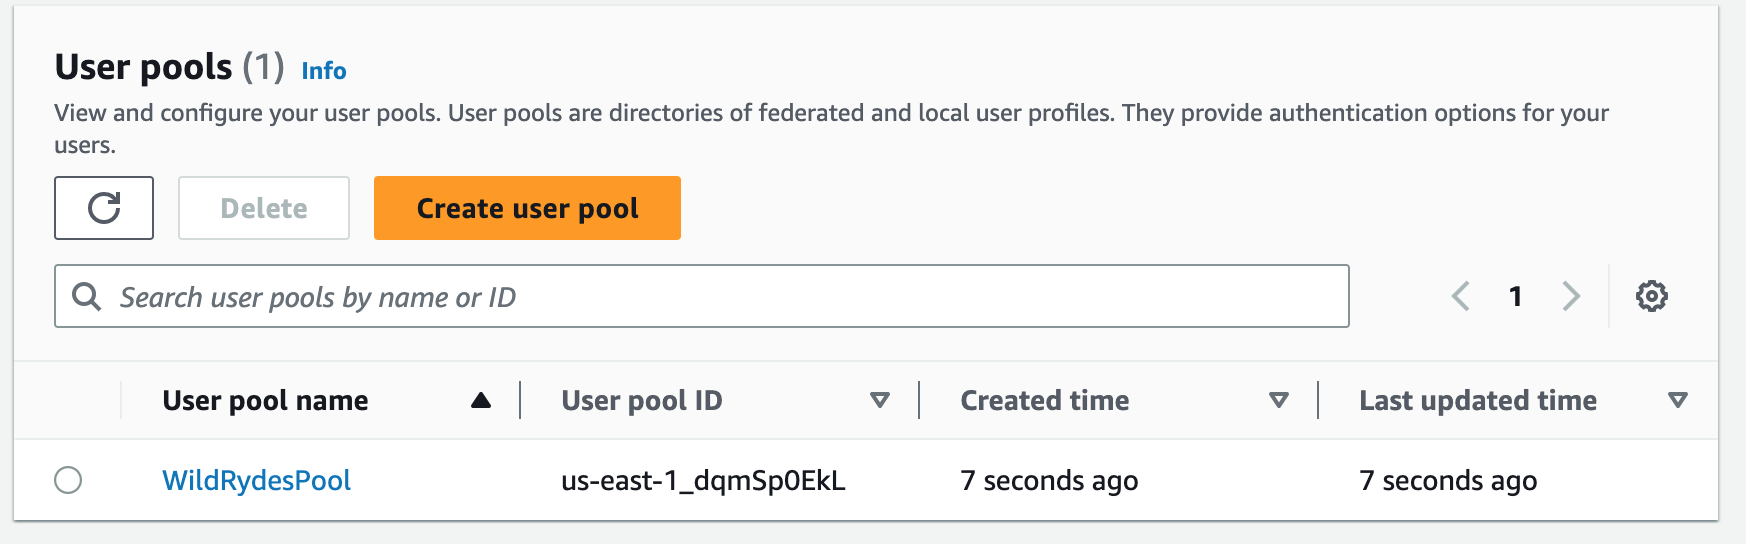 User pools (1) Info
View and configure your user pools. User pools are directories of federated and local user profiles. They provide authentication options for your
users.
Delete Create user pool
Search user pools by name or ID 1
User pool name User pool ID Created time Last updated time
WildRydesPool us-east-1_dqmSp0EkL 7 seconds ago 7 seconds ago